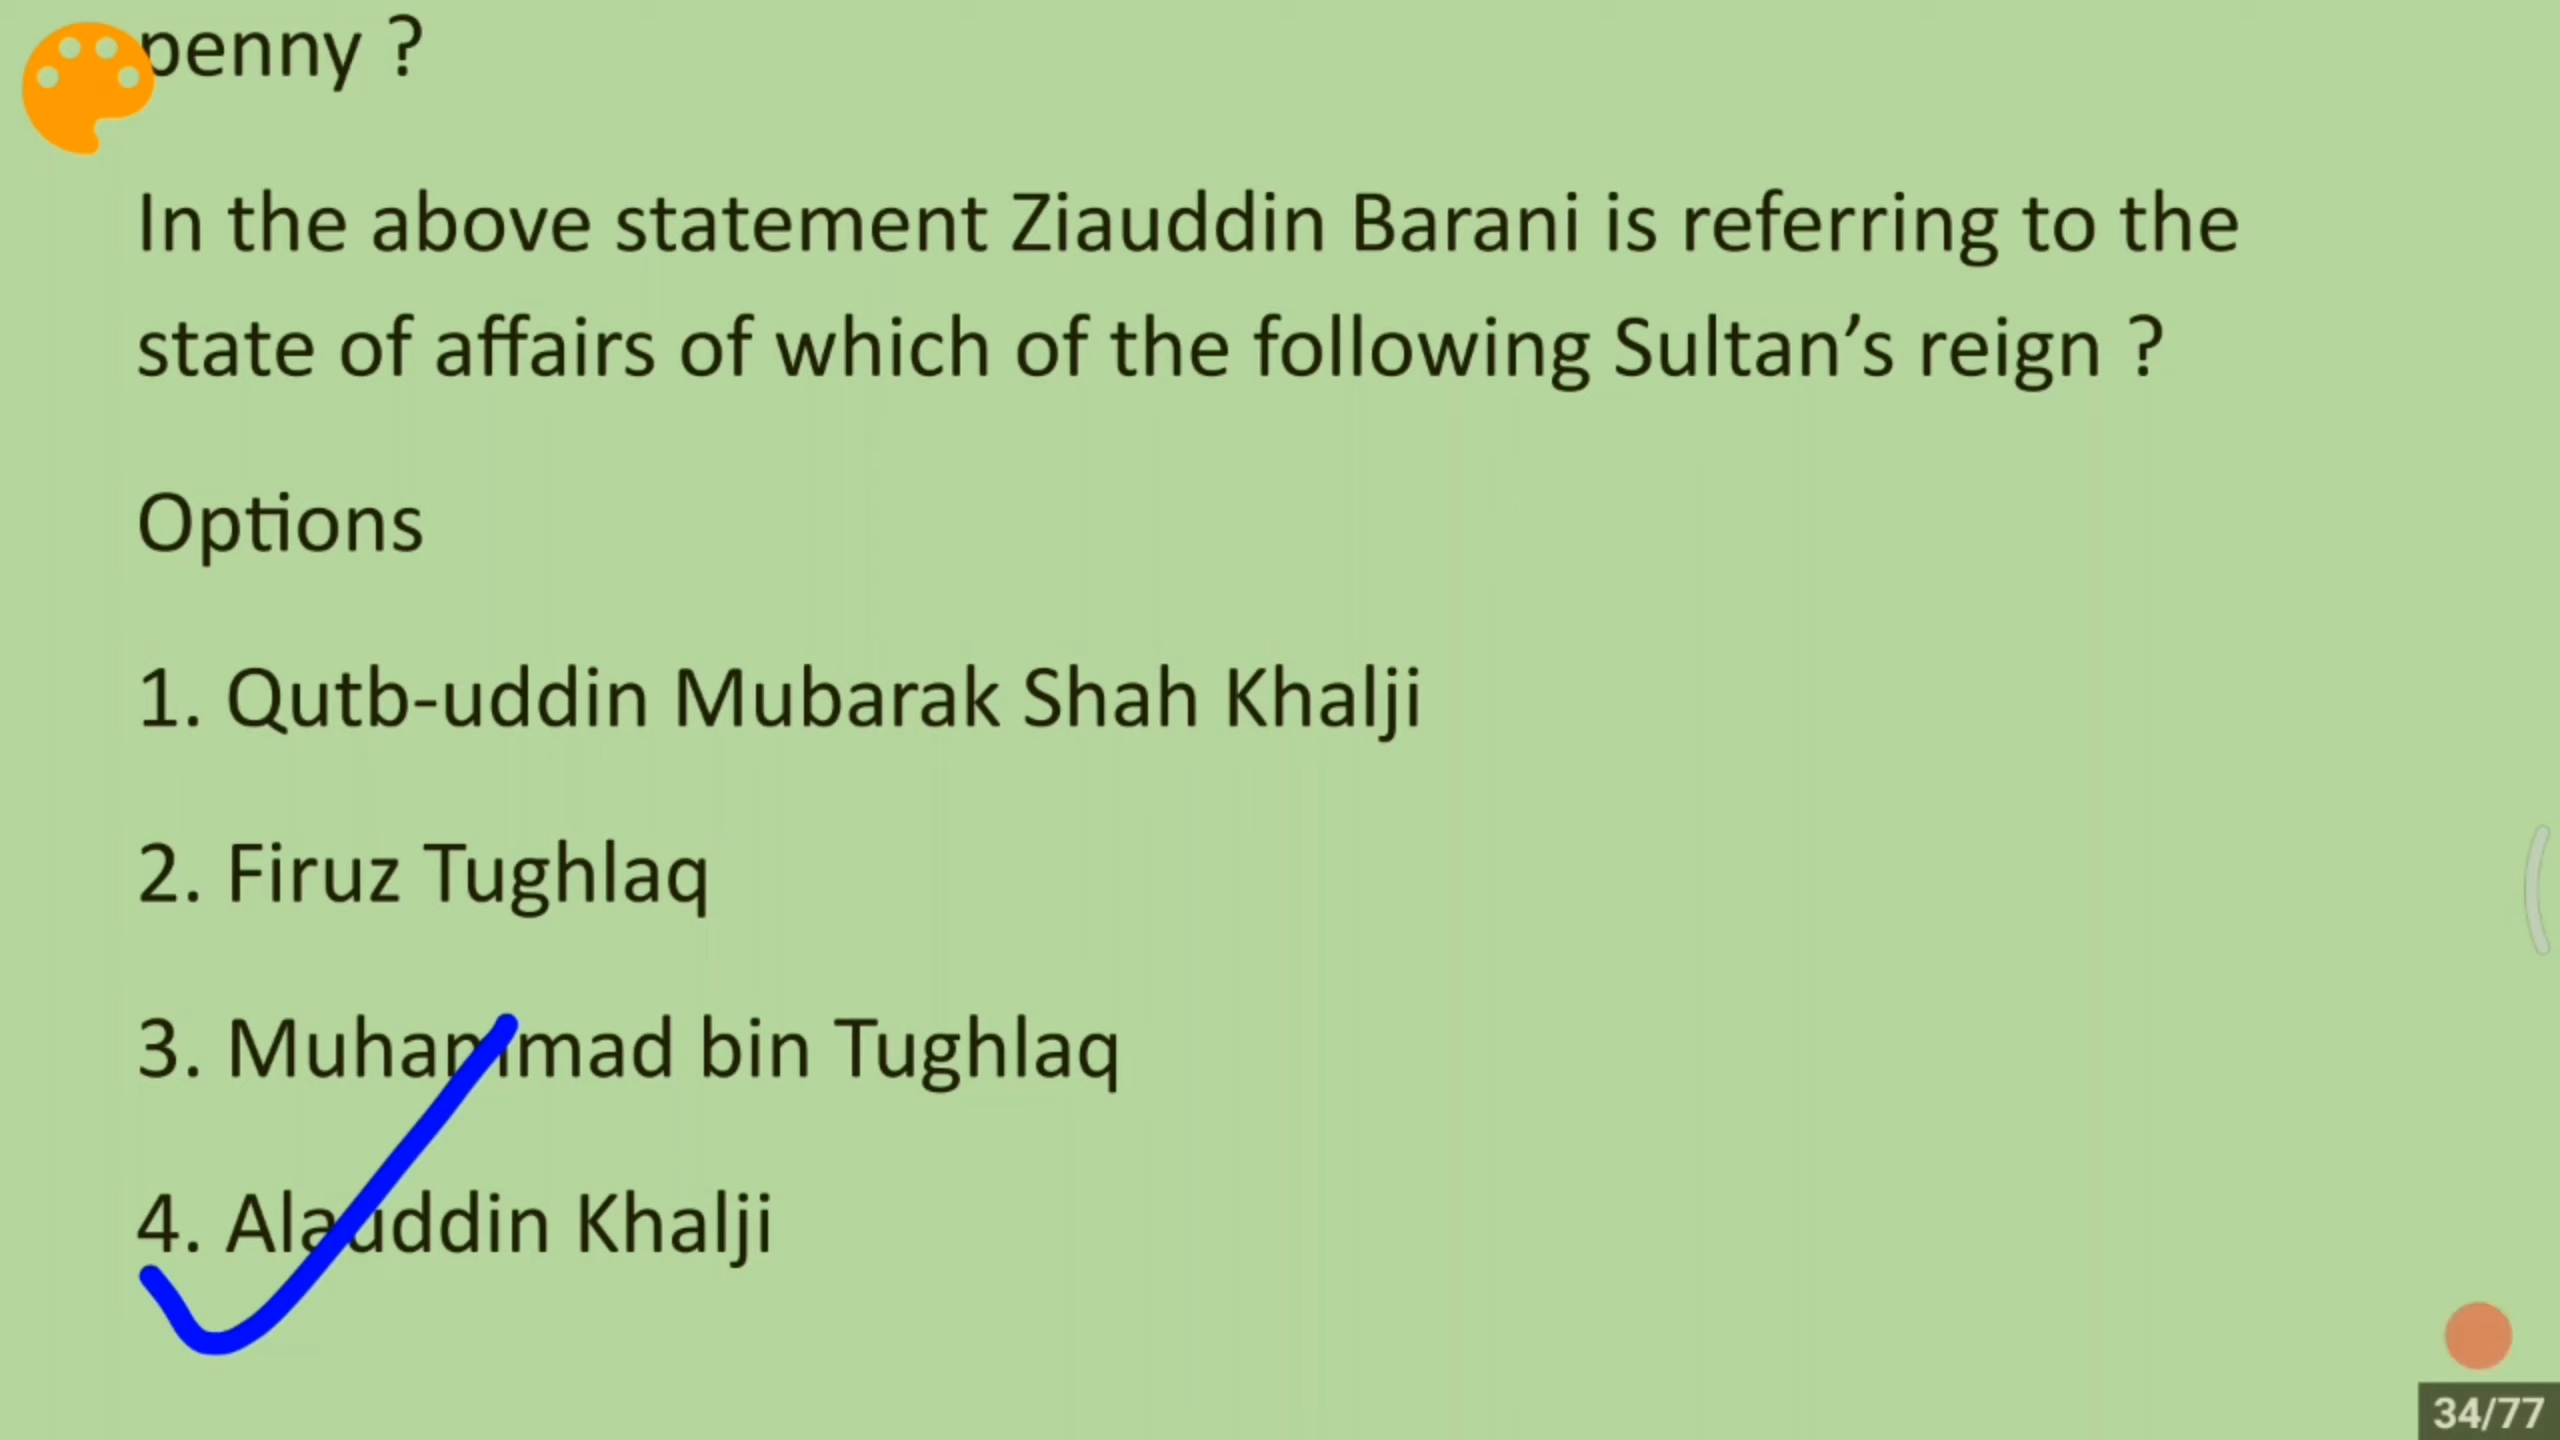 penny ?
In the above statement Ziauddin Barani is referring to the
state of affairs of which of the following Sultan’s reign ?
Options
1. Qutb-uddin Mubarak Shah Khalji
2. Firuz Tughlaq
3. Muhammad bin Tughlaq
4. Alauddin Khalji
34/77